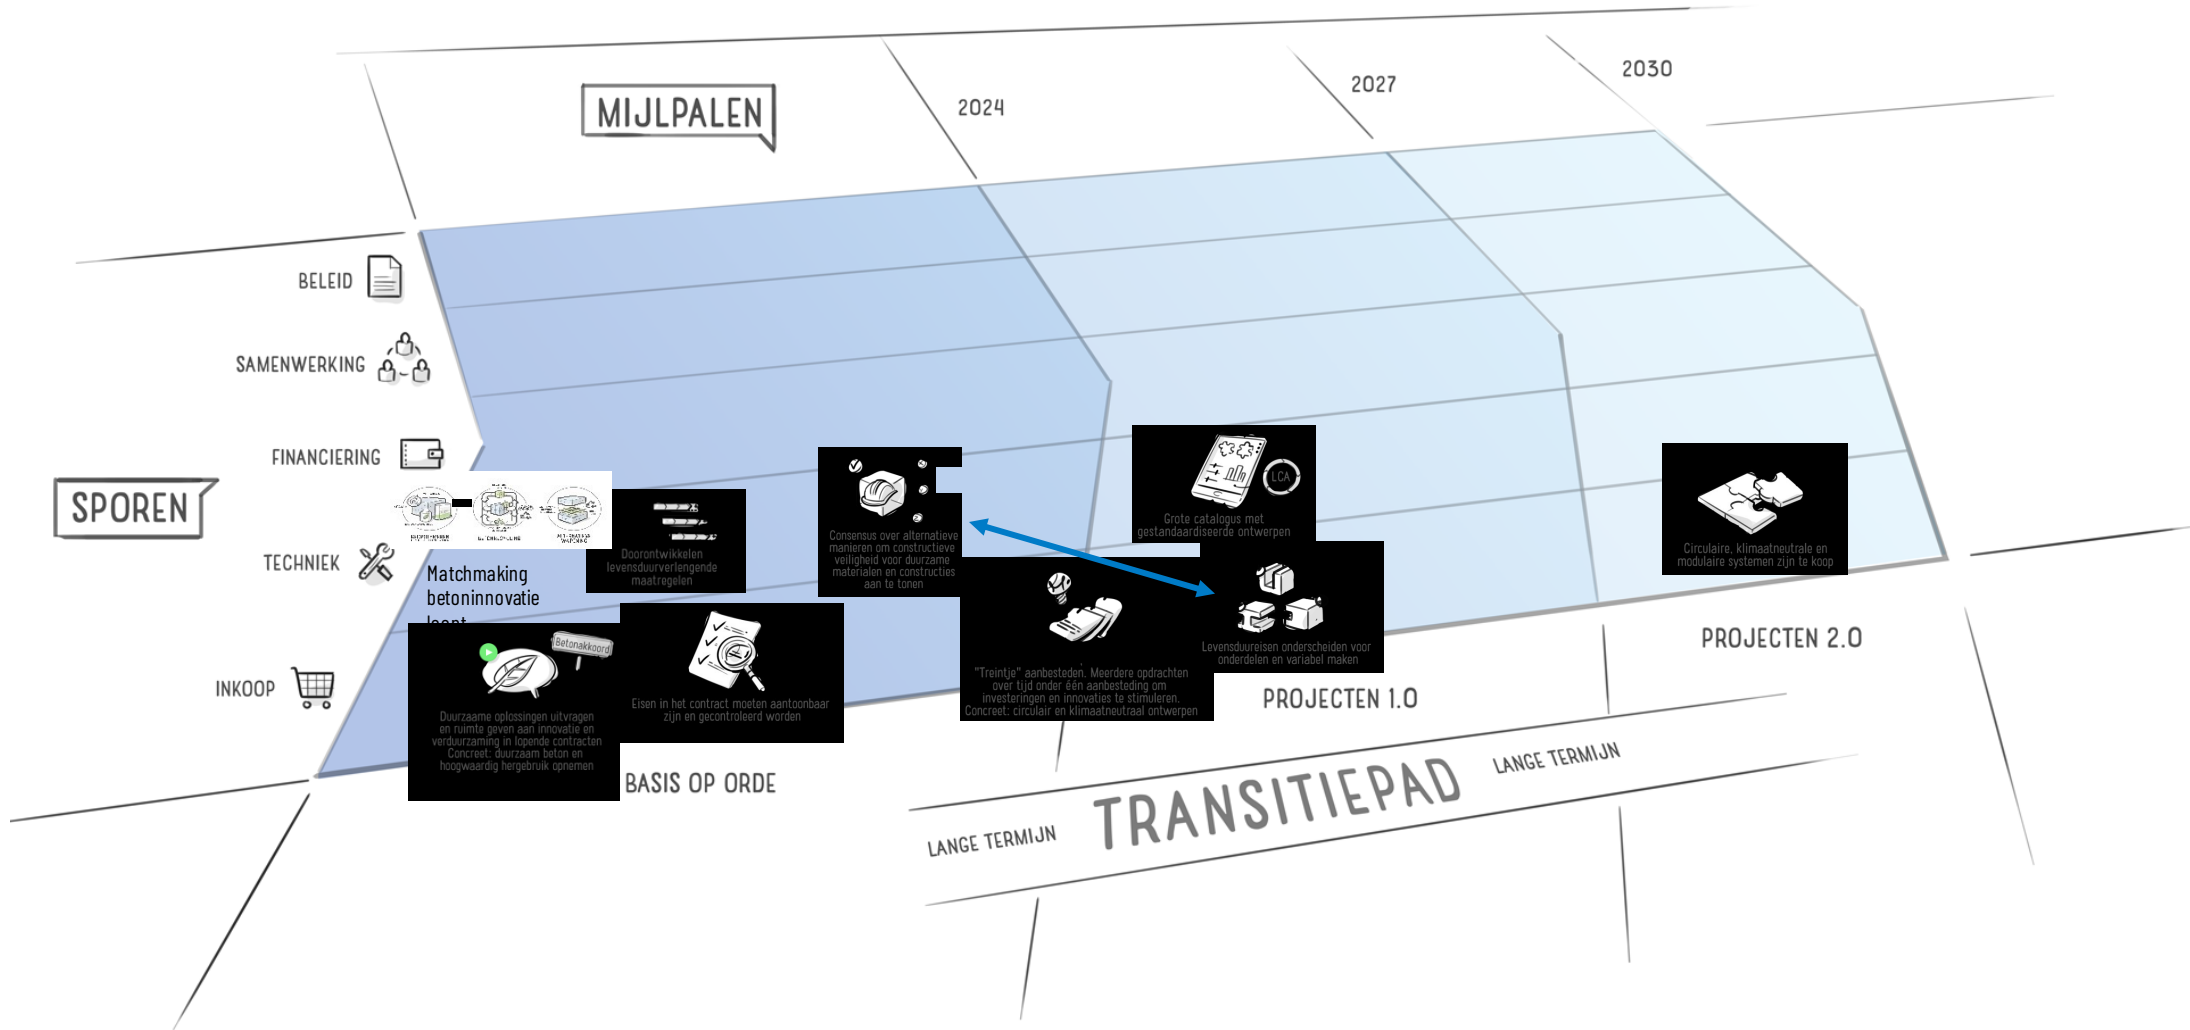 MIJLPALEN
2024
2027
2030
BELEID
SAMENWERKING
FINANCIERING
SPOREN
TECHNIEK
INKOOP
Matchmaking
betoninnovatie
loopt
Doorontwikkelen
levensduurverlengende
maatregelen
Consensus over alternatieve
manieren om constructieve
veiligheid voor duurzame
materialen en constructies
aan te tonen
LCA
Grote catalogus met
gestandaardiseerde ontwerpen
Circulaire, klimaatneutrale en
modulaire systemen zijn te koop
Betonakkoord
Duurzame oplossingen uitvragen
en ruimte geven aan innovatie en
verduurzaming in lopende contracten
Concreet: duurzaam beton en
hoogwaardig hergebruik opnemen
Eisen in het contract moeten aantoonbaar
zijn en gecontroleerd worden
"Treintje" aanbesteden. Meerdere opdrachten
over tijd onder één aanbesteding om
investeringen en innovaties te stimuleren.
Concreet: circulair en klimaatneutraal ontwerpen
Levensduureisen onderscheiden voor
onderdelen en variabel maken
BASIS OP ORDE
PROJECTEN 1.0
PROJECTEN 2.0
LANGE TERMIJN
TRANSITIEPAD
LANGE TERMIJN